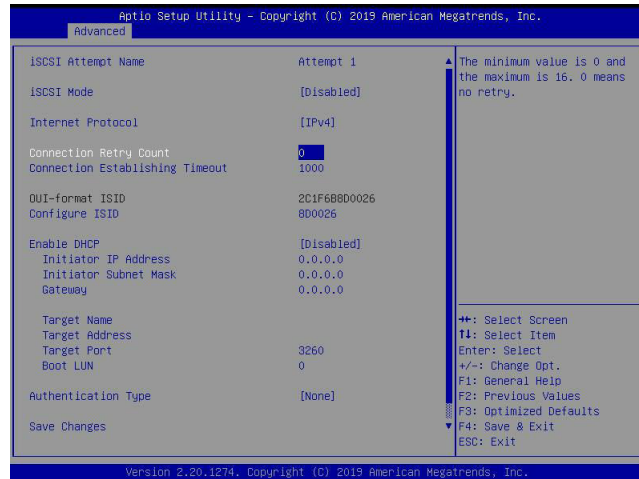 Aptio Setup Utility - Copyright (C) 2019 American Megatrends, Inc.
Advanced
iSCSI Attempt Name Attempt 1
iSCSI Mode [Disabled]
Internet Protocol [IPv4]
Connection Retry Count 0
Connection Establishing Timeout 1000
OUI-format ISID 2C1F6B8D0026
Configure ISID 8D0026
Enable DHCP [Disabled]
Initiator IP Address 0.0.0.0
Initiator Subnet Mask 0.0.0.0
Gateway 0.0.0.0
Target Name
Target Address
Target Port 3260
Boot LUN 0
Authentication Type [None]
Save Changes
The minimum value is 0 and
the maximum is 16. 0 means
no retry.
→←: Select Screen
↑↓: Select Item
Enter: Select
+/-: Change Opt.
F1: General Help
F2: Previous Values
F3: Optimized Defaults
F4: Save & Exit
ESC: Exit
Version 2.20.1274. Copyright (C) 2019 American Megatrends, Inc.